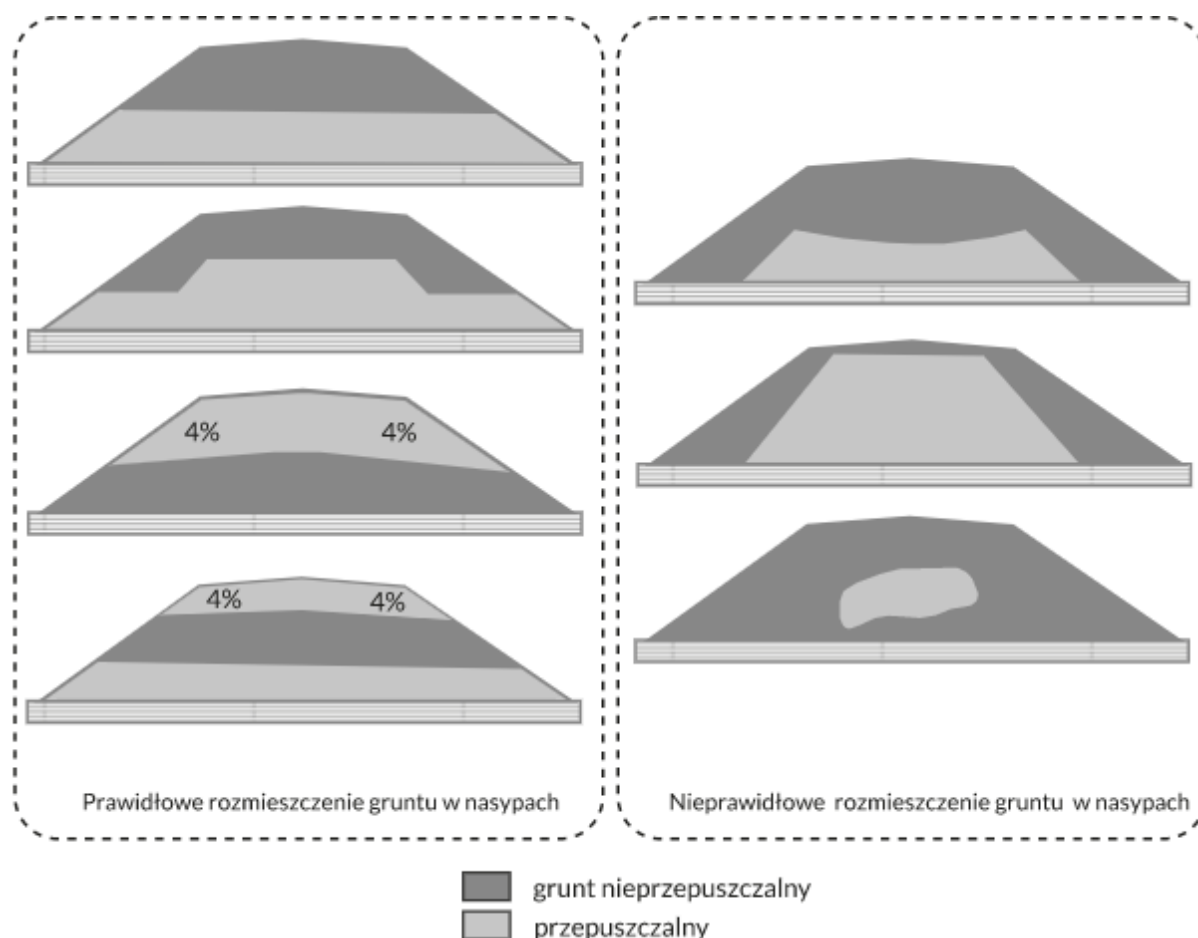 4% 4%
4% 4%
Prawidłowe rozmieszczenie gruntu w nasypach
Nieprawidłowe rozmieszczenie gruntu w nasypach
grunt nieprzepuszczalny
przepuszczalny